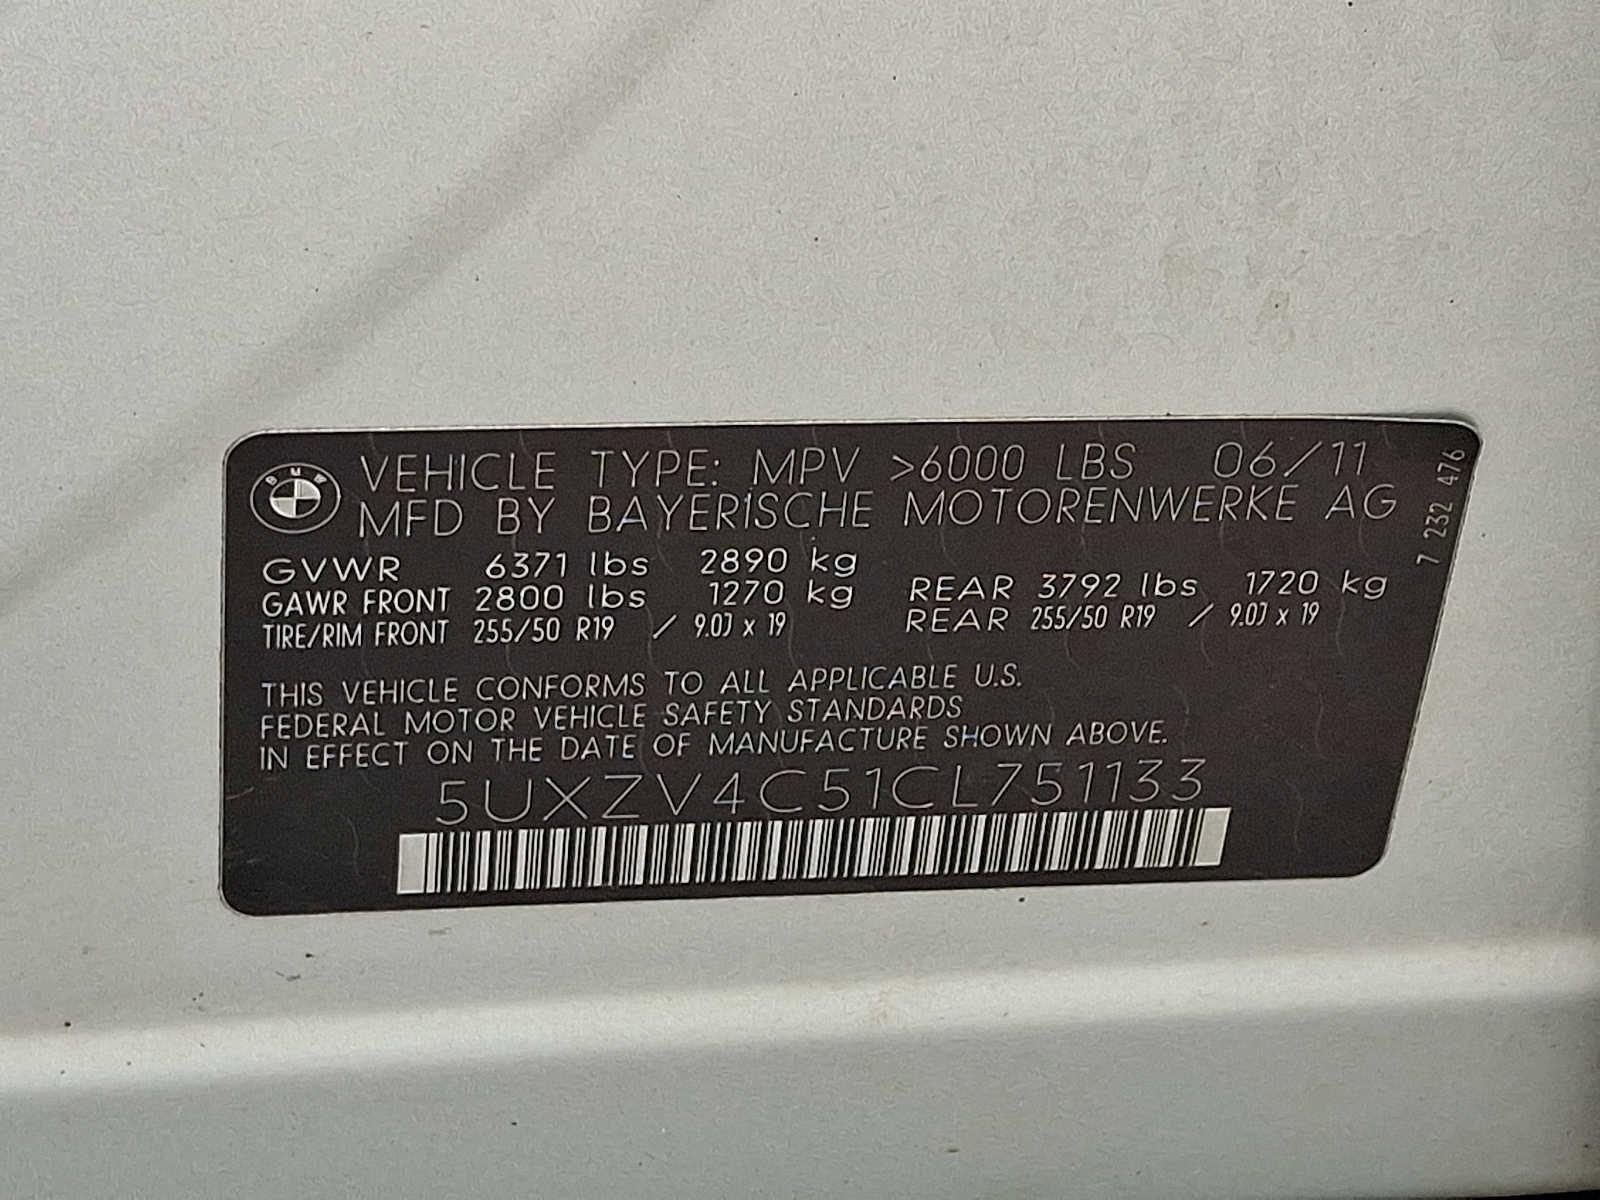 BMW
VEHICLE TYPE: MPV >6000 LBS 06/11
MFD BY BAYERISCHE MOTORENWERKE AG
7 232 476
GVWR 6371 lbs 2890 kg
GAWR FRONT 2800 lbs 1270 kg REAR 3792 lbs 1720 kg
TIRE/RIM FRONT 255/50 R19 / 9.0J x 19 REAR 255/50 R19 / 9.0J x 19
THIS VEHICLE CONFORMS TO ALL APPLICABLE U.S.
FEDERAL MOTOR VEHICLE SAFETY STANDARDS
IN EFFECT ON THE DATE OF MANUFACTURE SHOWN ABOVE.
5UXZV4C51CL751133